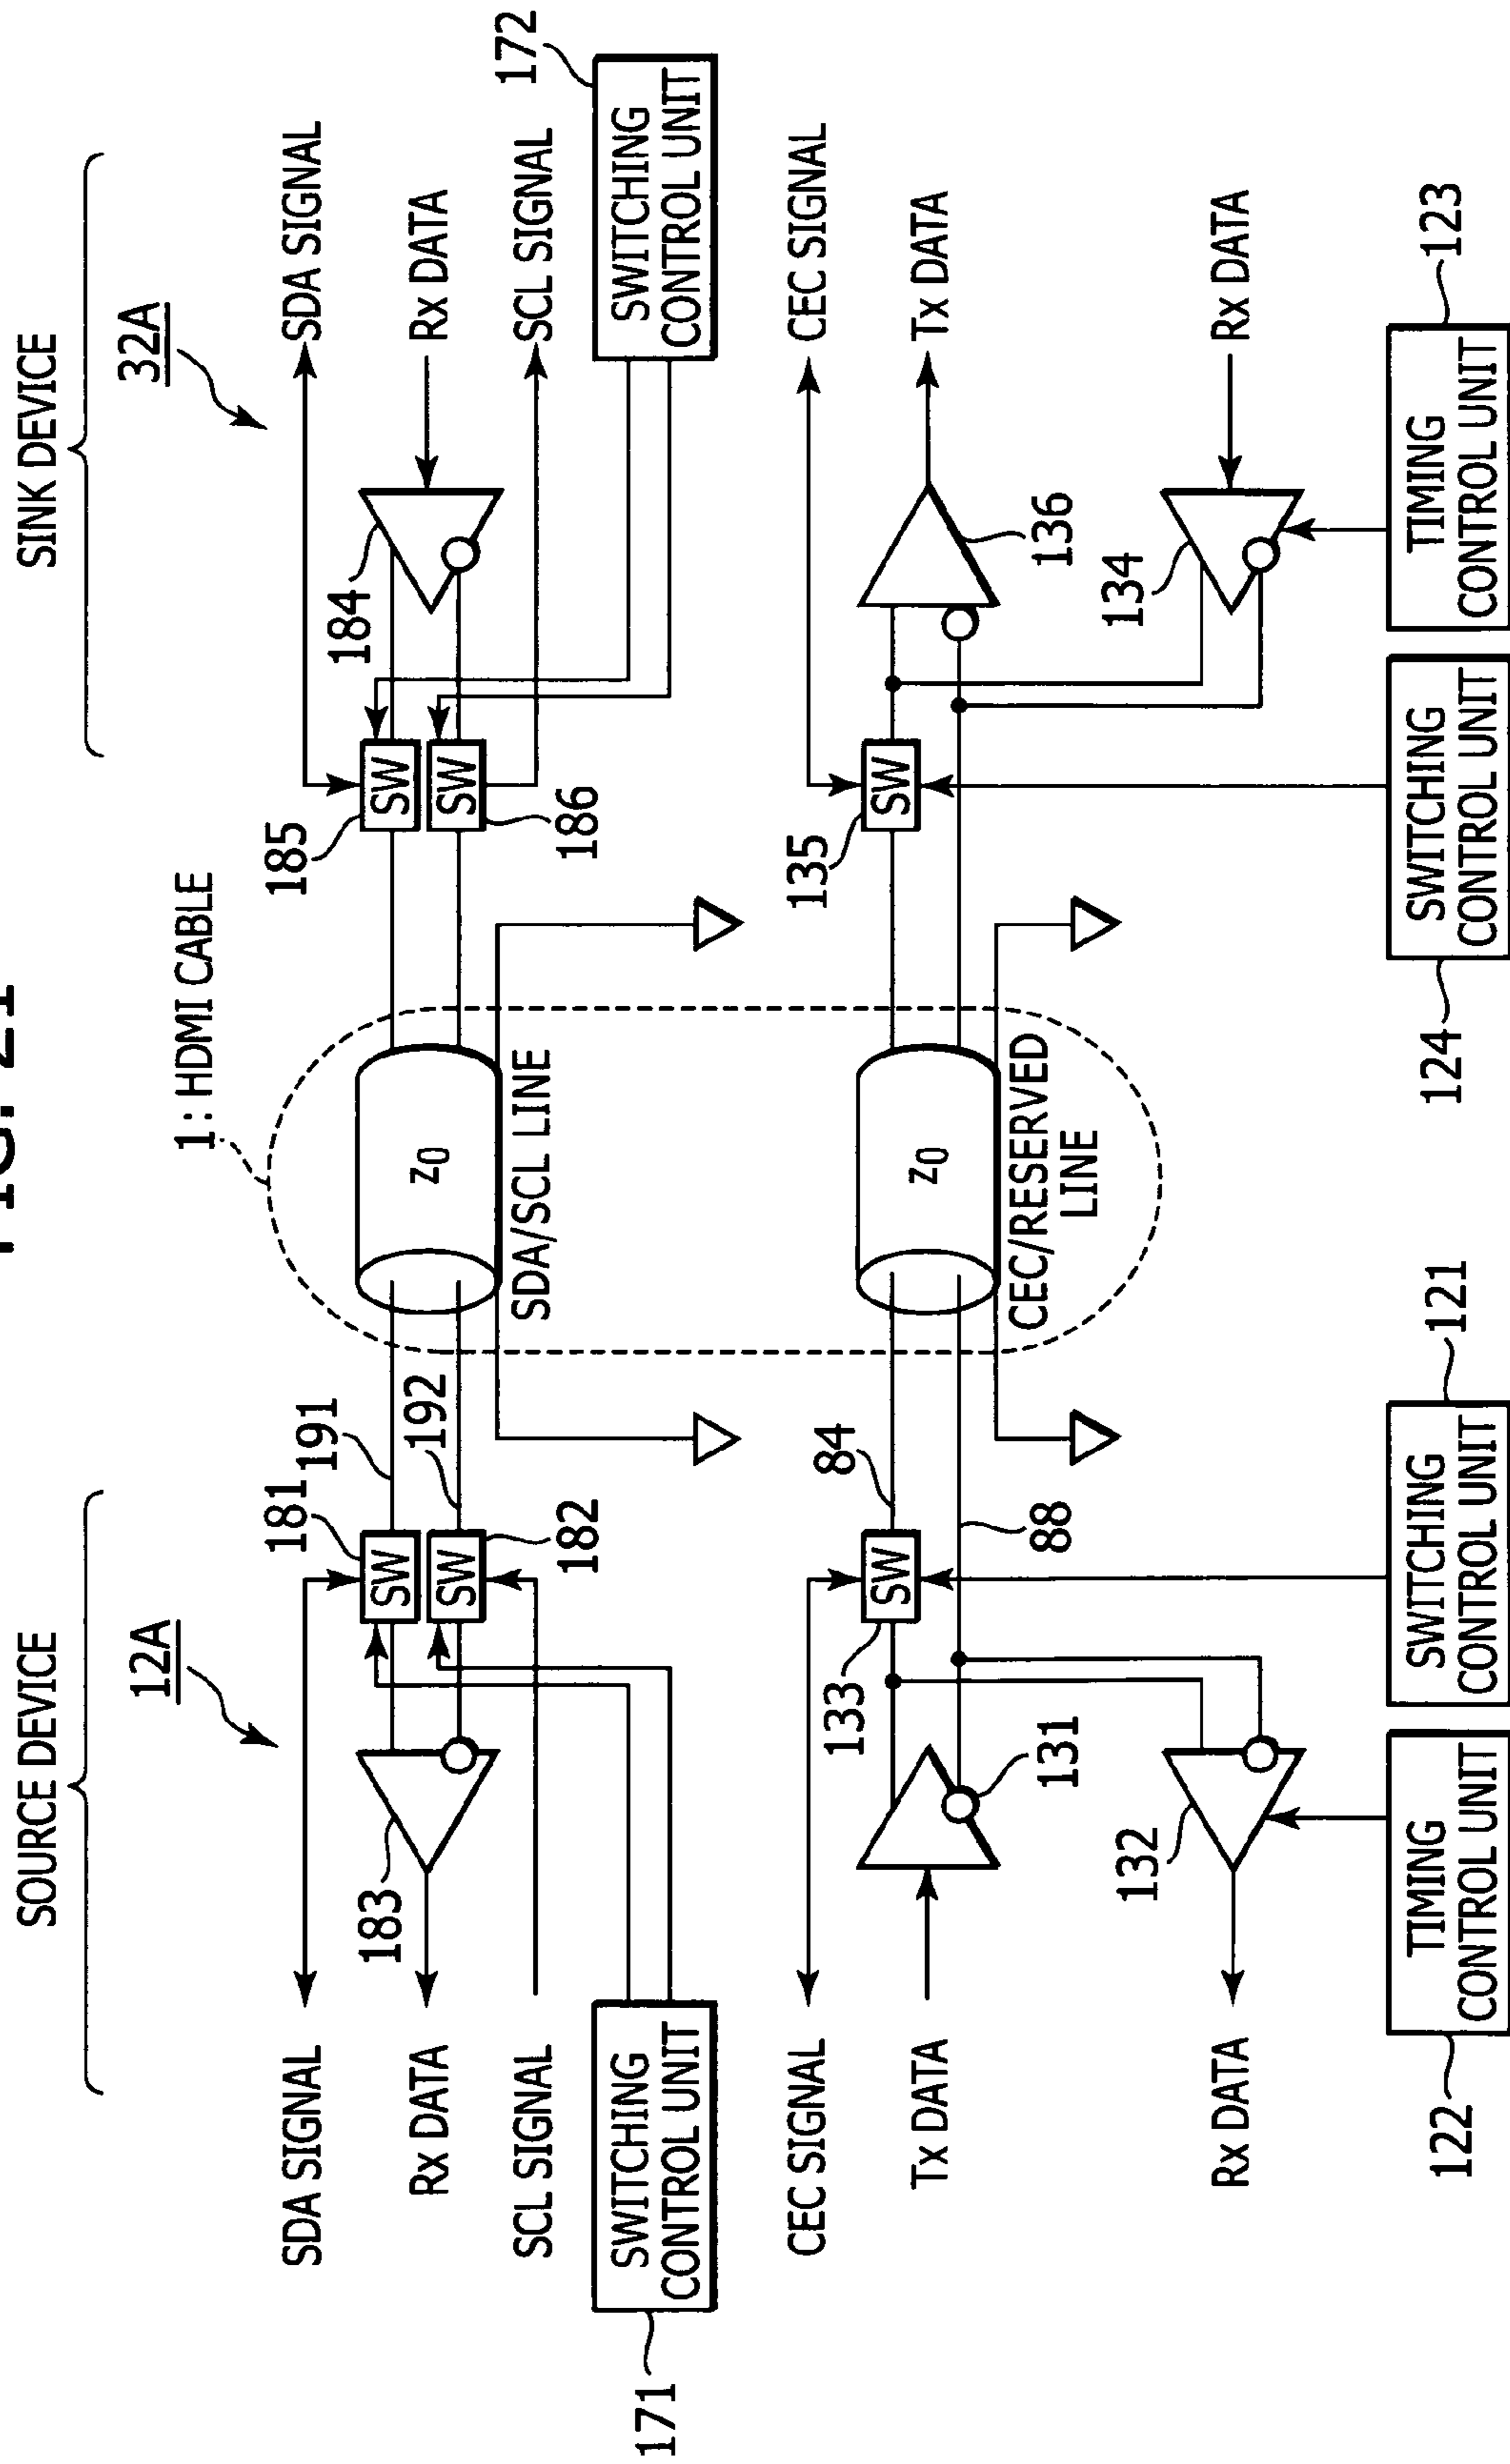 FIG. 21
SOURCE DEVICE
SINK DEVICE
12A
1: HDMI CABLE
32A
SDA SIGNAL
181
191
185
SDA SIGNAL
183
SW
192
Z0
SW
184
Rx DATA
SW
SW
Rx DATA
SCL SIGNAL
182
SDA/SCL LINE
186
SCL SIGNAL
171
SWITCHING
CONTROL UNIT
172
SWITCHING
CONTROL UNIT
CEC SIGNAL
133
84
135
CEC SIGNAL
SW
SW
Tx DATA
Z0
Tx DATA
131
88
CEC/RESERVED
LINE
136
132
134
Rx DATA
Rx DATA
122
TIMING
CONTROL UNIT
121
SWITCHING
CONTROL UNIT
124
SWITCHING
CONTROL UNIT
123
TIMING
CONTROL UNIT